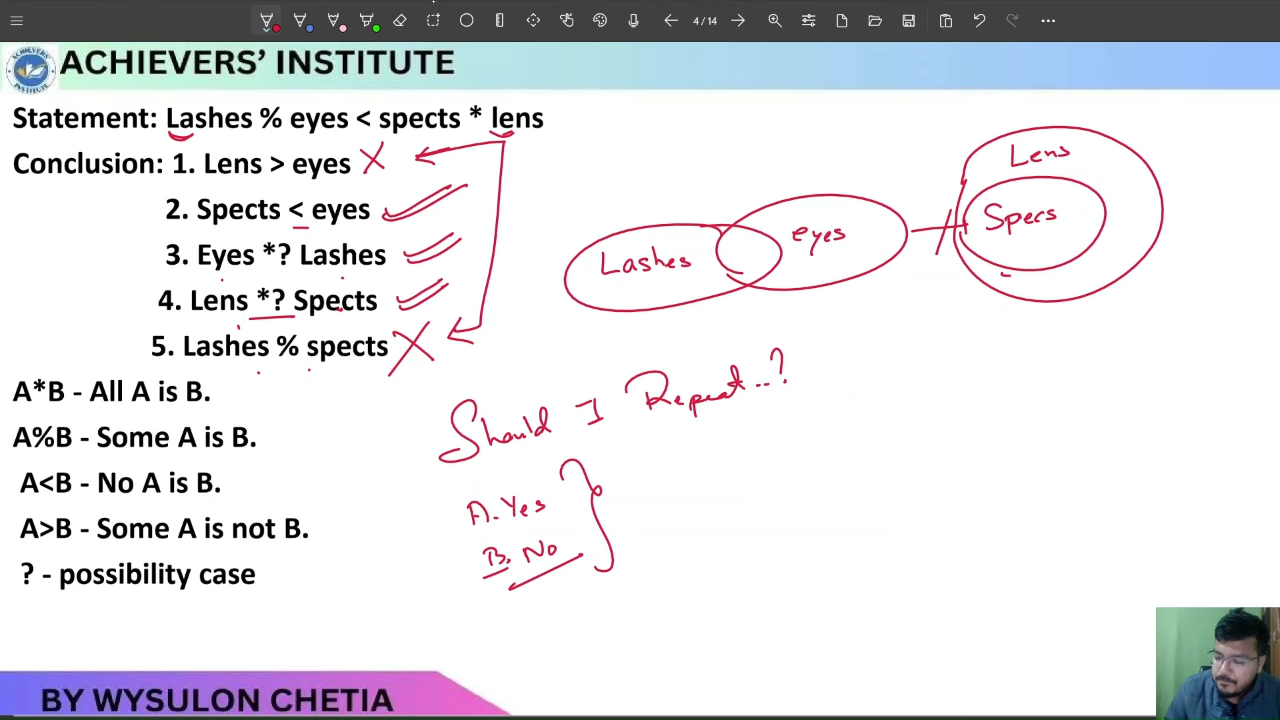 4 / 14
ACHIEVERS' INSTITUTE
Statement: Lashes % eyes < spects * lens
Conclusion: 1. Lens > eyes
2. Spects < eyes
3. Eyes *? Lashes
4. Lens *? Spects
5. Lashes % spects
A*B - All A is B.
A%B - Some A is B.
A<B - No A is B.
A>B - Some A is not B.
? - possibility case
Lashes
eyes
Lens
Specs
Should I Repeat..?
A. Yes
B. No
BY WYSULON CHETIA